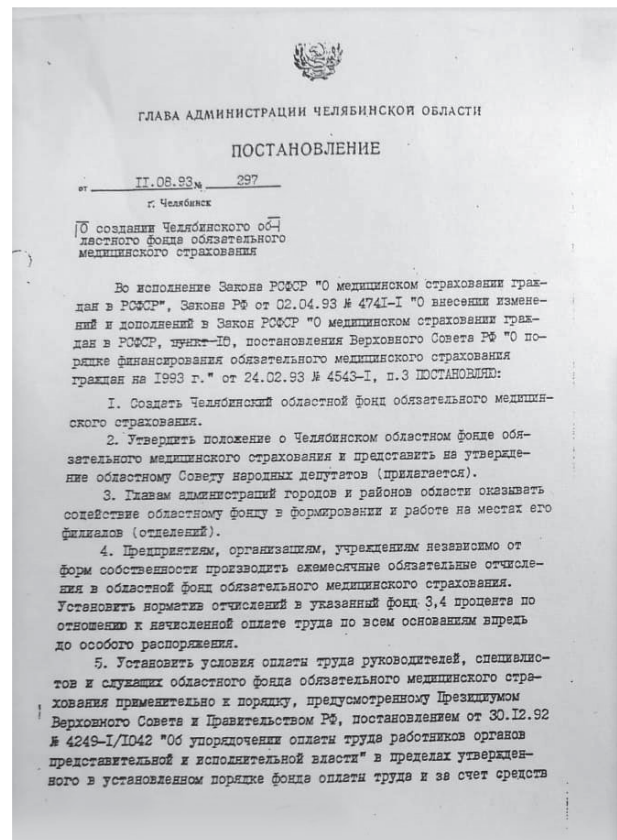 ГЛАВА АДМИНИСТРАЦИИ ЧЕЛЯБИНСКОЙ ОБЛАСТИ
ПОСТАНОВЛЕНИЕ
от II.08.93 № 297
г. Челябинск
О создании Челябинского об-
ластного фонда обязательного
медицинского страхования
Во исполнение Закона РСФСР "О медицинском страховании граж-
дан в РСФСР", Закона РФ от 02.04.93 № 474I-I "О внесении измене-
ний и дополнений в Закон РСФСР "О медицинском страховании граж-
дан в РСФСР, пункт 18, постановления Верховного Совета РФ "О по-
рядке финансирования обязательного медицинского страхования
граждан на 1993 г." от 24.02.93 № 4543-I, п.3 ПОСТАНОВЛЯЮ:
I. Создать Челябинский областной фонд обязательного медицин-
ского страхования.
2. Утвердить положение о Челябинском областном фонде обя-
зательного медицинского страхования и представить на утвержде-
ние областному Совету народных депутатов (прилагается).
3. Главам администраций городов и районов области оказывать
содействие областному фонду в формировании и работе на местах его
филиалов (отделений).
4. Предприятиям, организациям, учреждениям независимо от
форм собственности производить ежемесячные обязательные отчисле-
ния в областной фонд обязательного медицинского страхования.
Установить норматив отчислений в указанный фонд 3,4 процента по
отношению к начисленной оплате труда по всем основаниям впредь
до особого распоряжения.
5. Установить условия оплаты труда руководителей, специалис-
тов и служащих областного фонда обязательного медицинского стра-
хования применительно к порядку, предусмотренному Президиумом
Верховного Совета и Правительством РФ, постановлением от 30.I2.92
№ 4249-I/I042 "Об упорядочении оплаты труда работников органов
представительной и исполнительной власти" в пределах утвержден-
ного в установленном порядке фонда оплаты труда и за счет средств